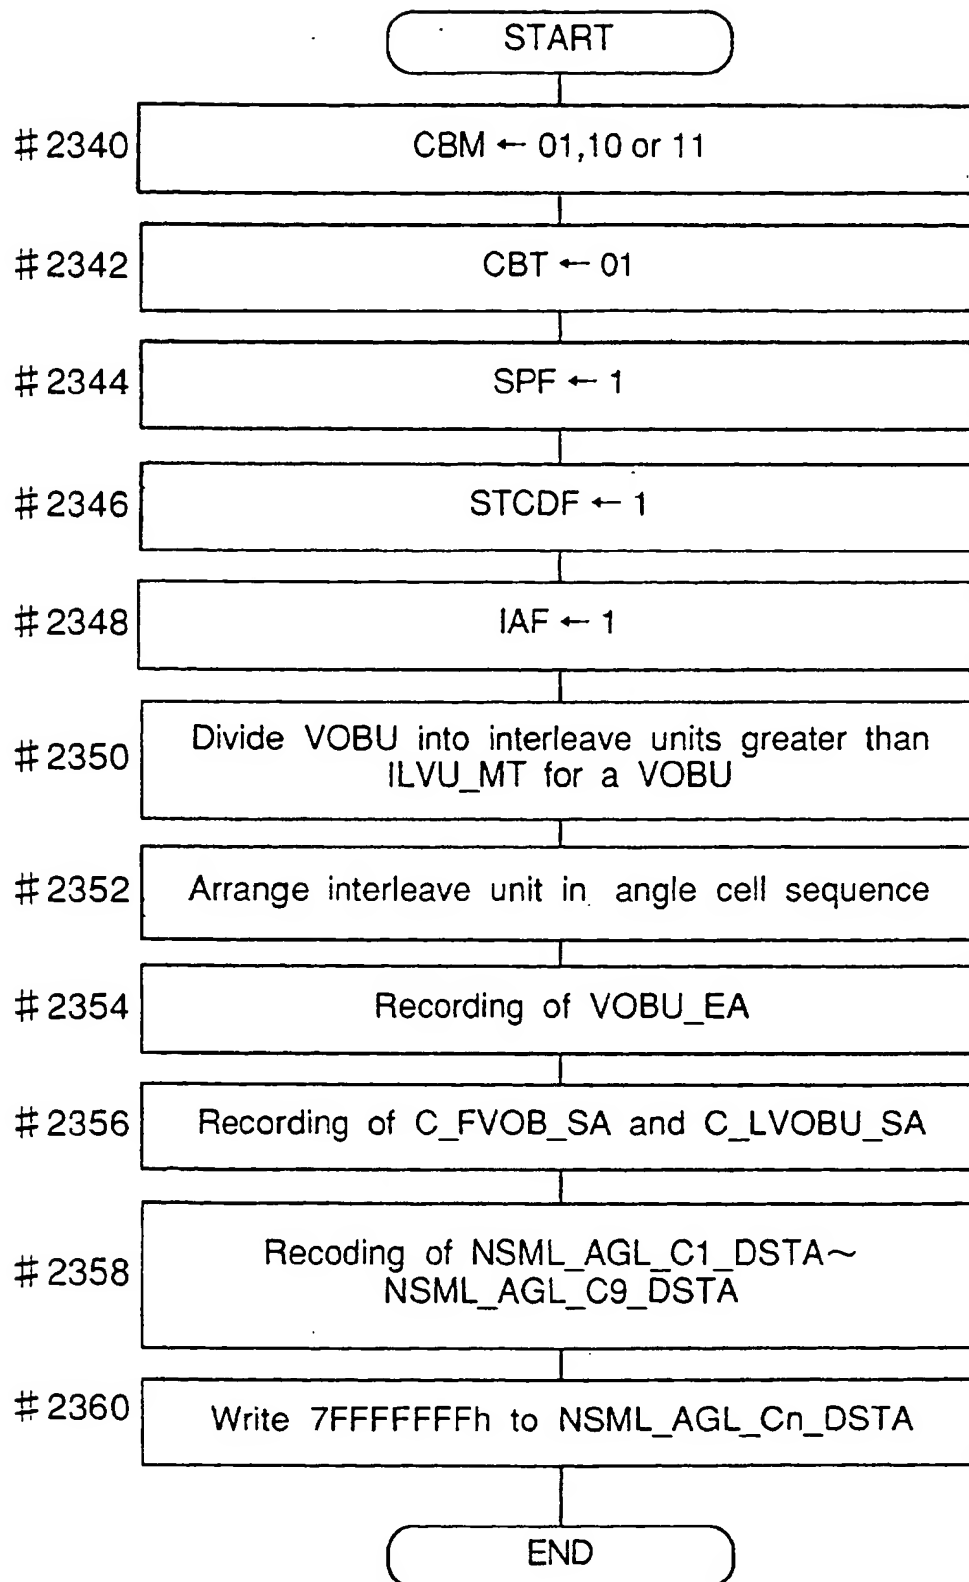 START
#2340 CBM ← 01,10 or 11
#2342 CBT ← 01
#2344 SPF ← 1
#2346 STCDF ← 1
#2348 IAF ← 1
#2350 Divide VOBU into interleave units greater than
ILVU_MT for a VOBU
#2352 Arrange interleave unit in angle cell sequence
#2354 Recording of VOBU_EA
#2356 Recording of C_FVOB_SA and C_LVOBU_SA
#2358 Recoding of NSML_AGL_C1_DSTA~
NSML_AGL_C9_DSTA
#2360 Write 7FFFFFFFh to NSML_AGL_Cn_DSTA
END